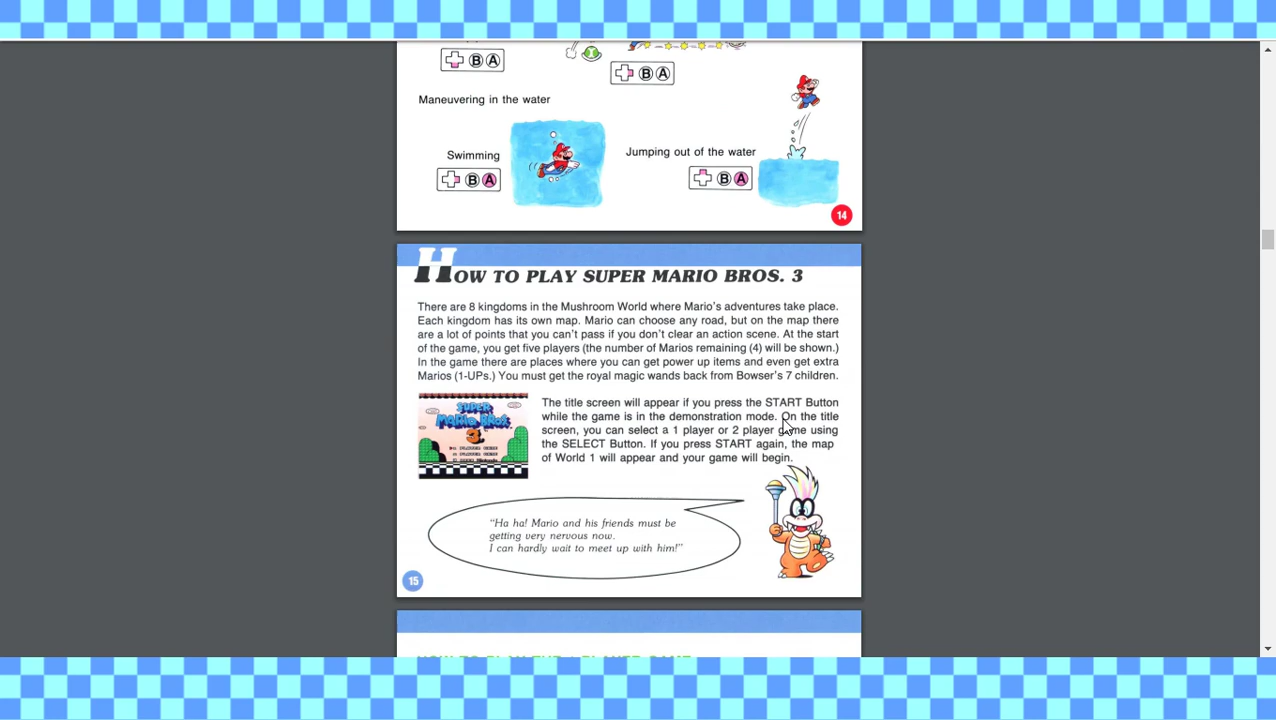 B A
B A
Maneuvering in the water
Swimming
B A
Jumping out of the water
B A
14
HOW TO PLAY SUPER MARIO BROS. 3
There are 8 kingdoms in the Mushroom World where Mario's adventures take place.
Each kingdom has its own map. Mario can choose any road, but on the map there
are a lot of points that you can't pass if you don't clear an action scene. At the start
of the game, you get five players (the number of Marios remaining (4) will be shown.)
In the game there are places where you can get power up items and even get extra
Marios (1-UPs.) You must get the royal magic wands back from Bowser's 7 children.
SUPER
MARIO BROS.
3
The title screen will appear if you press the START Button
while the game is in the demonstration mode. On the title
screen, you can select a 1 player or 2 player game using
the SELECT Button. If you press START again, the map
of World 1 will appear and your game will begin.
"Ha ha! Mario and his friends must be
getting very nervous now.
I can hardly wait to meet up with him!"
15